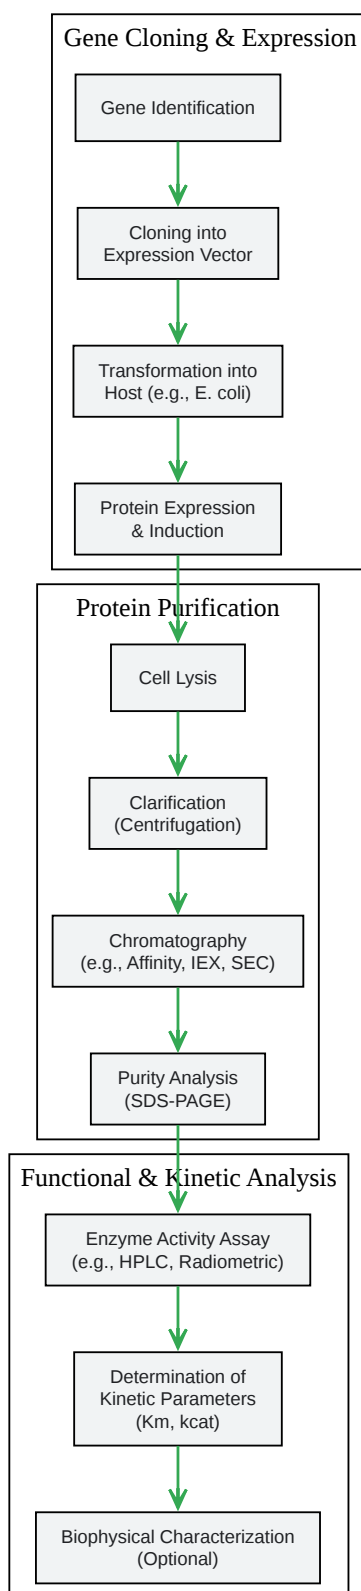 Gene Cloning & Expression
Gene Identification
Cloning into
Expression Vector
Transformation into
Host (e.g., E. coli)
Protein Expression
& Induction
Protein Purification
Cell Lysis
Clarification
(Centrifugation)
Chromatography
(e.g., Affinity, IEX, SEC)
Purity Analysis
(SDS-PAGE)
Functional & Kinetic Analysis
Enzyme Activity Assay
(e.g., HPLC, Radiometric)
Determination of
Kinetic Parameters
(Km, kcat)
Biophysical Characterization
(Optional)